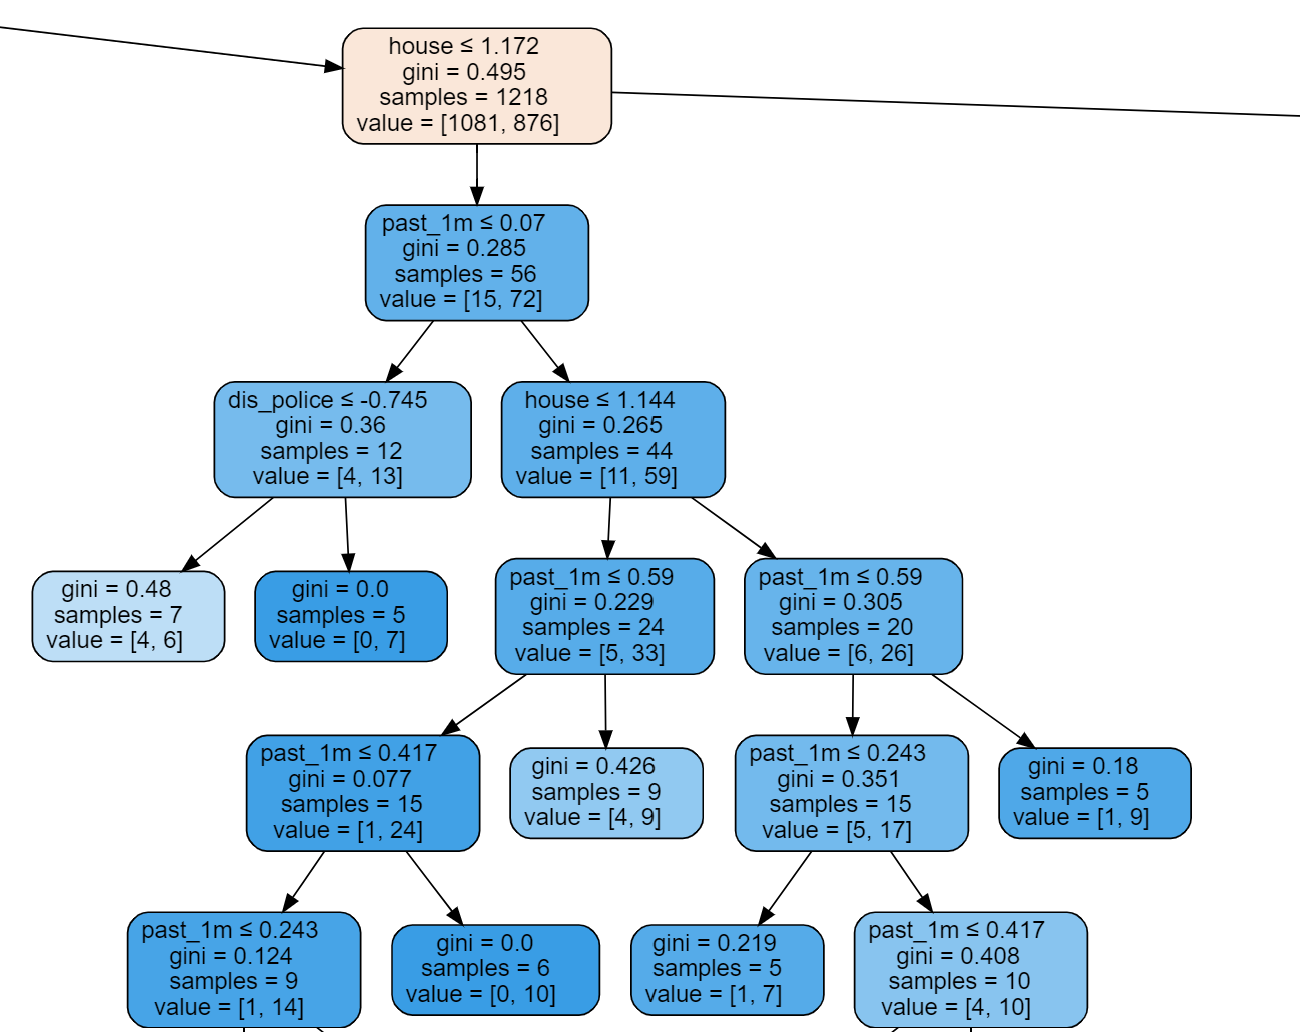 house ≤ 1.172
gini = 0.495
samples = 1218
value = [1081, 876]
past_1m ≤ 0.07
gini = 0.285
samples = 56
value = [15, 72]
dis_police ≤ -0.745
gini = 0.36
samples = 12
value = [4, 13]
house ≤ 1.144
gini = 0.265
samples = 44
value = [11, 59]
gini = 0.48
samples = 7
value = [4, 6]
gini = 0.0
samples = 5
value = [0, 7]
past_1m ≤ 0.59
gini = 0.229
samples = 24
value = [5, 33]
past_1m ≤ 0.59
gini = 0.305
samples = 20
value = [6, 26]
past_1m ≤ 0.417
gini = 0.077
samples = 15
value = [1, 24]
gini = 0.426
samples = 9
value = [4, 9]
past_1m ≤ 0.243
gini = 0.351
samples = 15
value = [5, 17]
gini = 0.18
samples = 5
value = [1, 9]
past_1m ≤ 0.243
gini = 0.124
samples = 9
value = [1, 14]
gini = 0.0
samples = 6
value = [0, 10]
gini = 0.219
samples = 5
value = [1, 7]
past_1m ≤ 0.417
gini = 0.408
samples = 10
value = [4, 10]